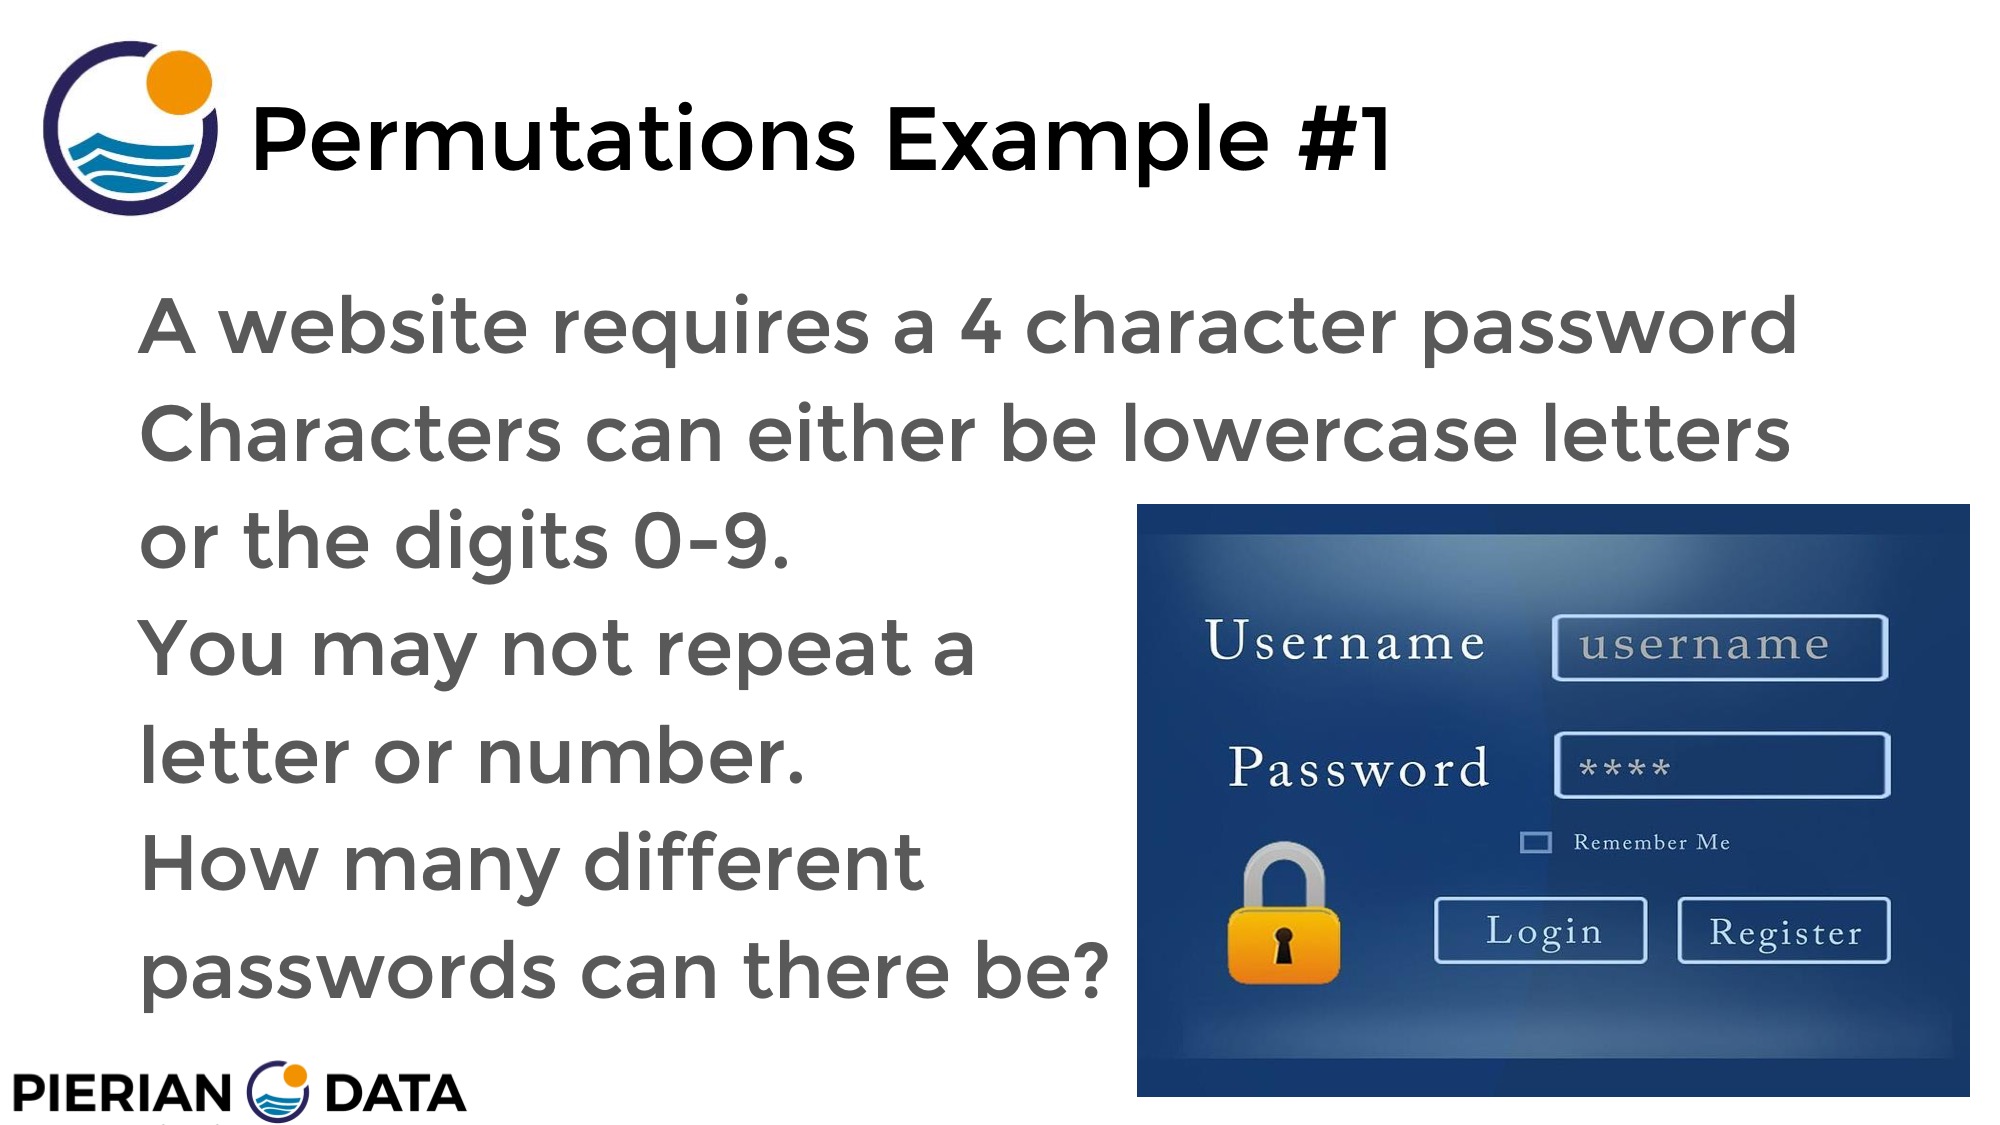 Permutations Example #1
A website requires a 4 character password
Characters can either be lowercase letters
or the digits 0-9.
You may not repeat a
letter or number.
How many different
passwords can there be?
Username username
Password ****
Remember Me
Login Register
PIERIAN DATA